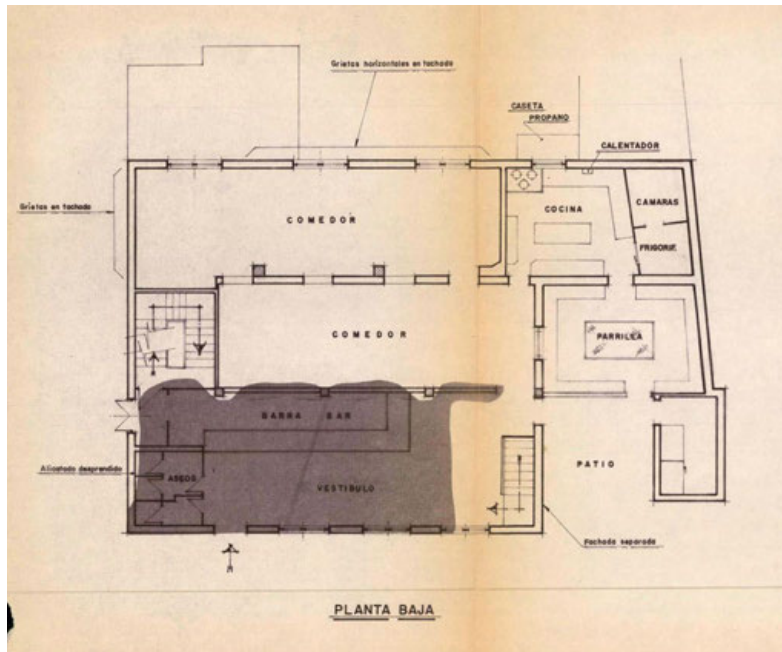 Grietas horizontales en fachada
CASETA
PROPANO
CALENTADOR
Grietas en fachada
COMEDOR
COCINA
CAMARAS
FRIGORIF
COMEDOR
PARRILLA
BARRA BAR
Alicatado desprendido
ASEOS
VESTIBULO
PATIO
Fachada separada
PLANTA BAJA